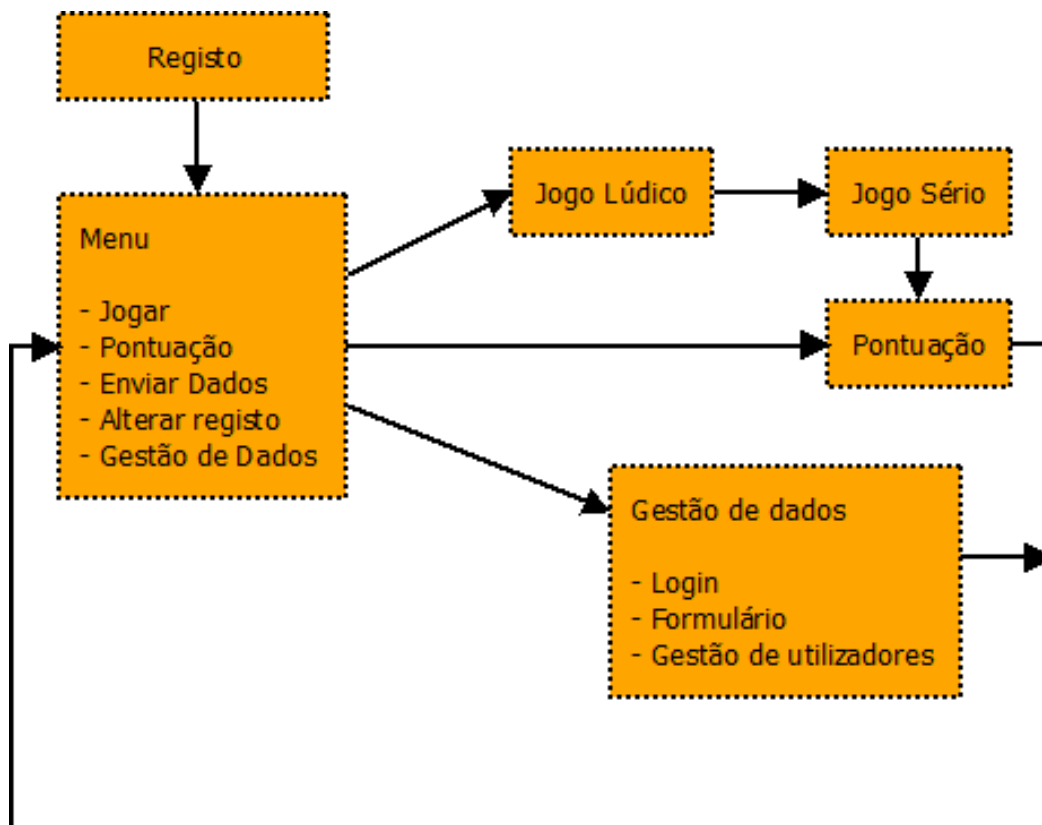 Registo
Menu
- Jogar
- Pontuação
- Enviar Dados
- Alterar registo
- Gestão de Dados
Jogo Lúdico
Jogo Sério
Pontuação
Gestão de dados
- Login
- Formulário
- Gestão de utilizadores